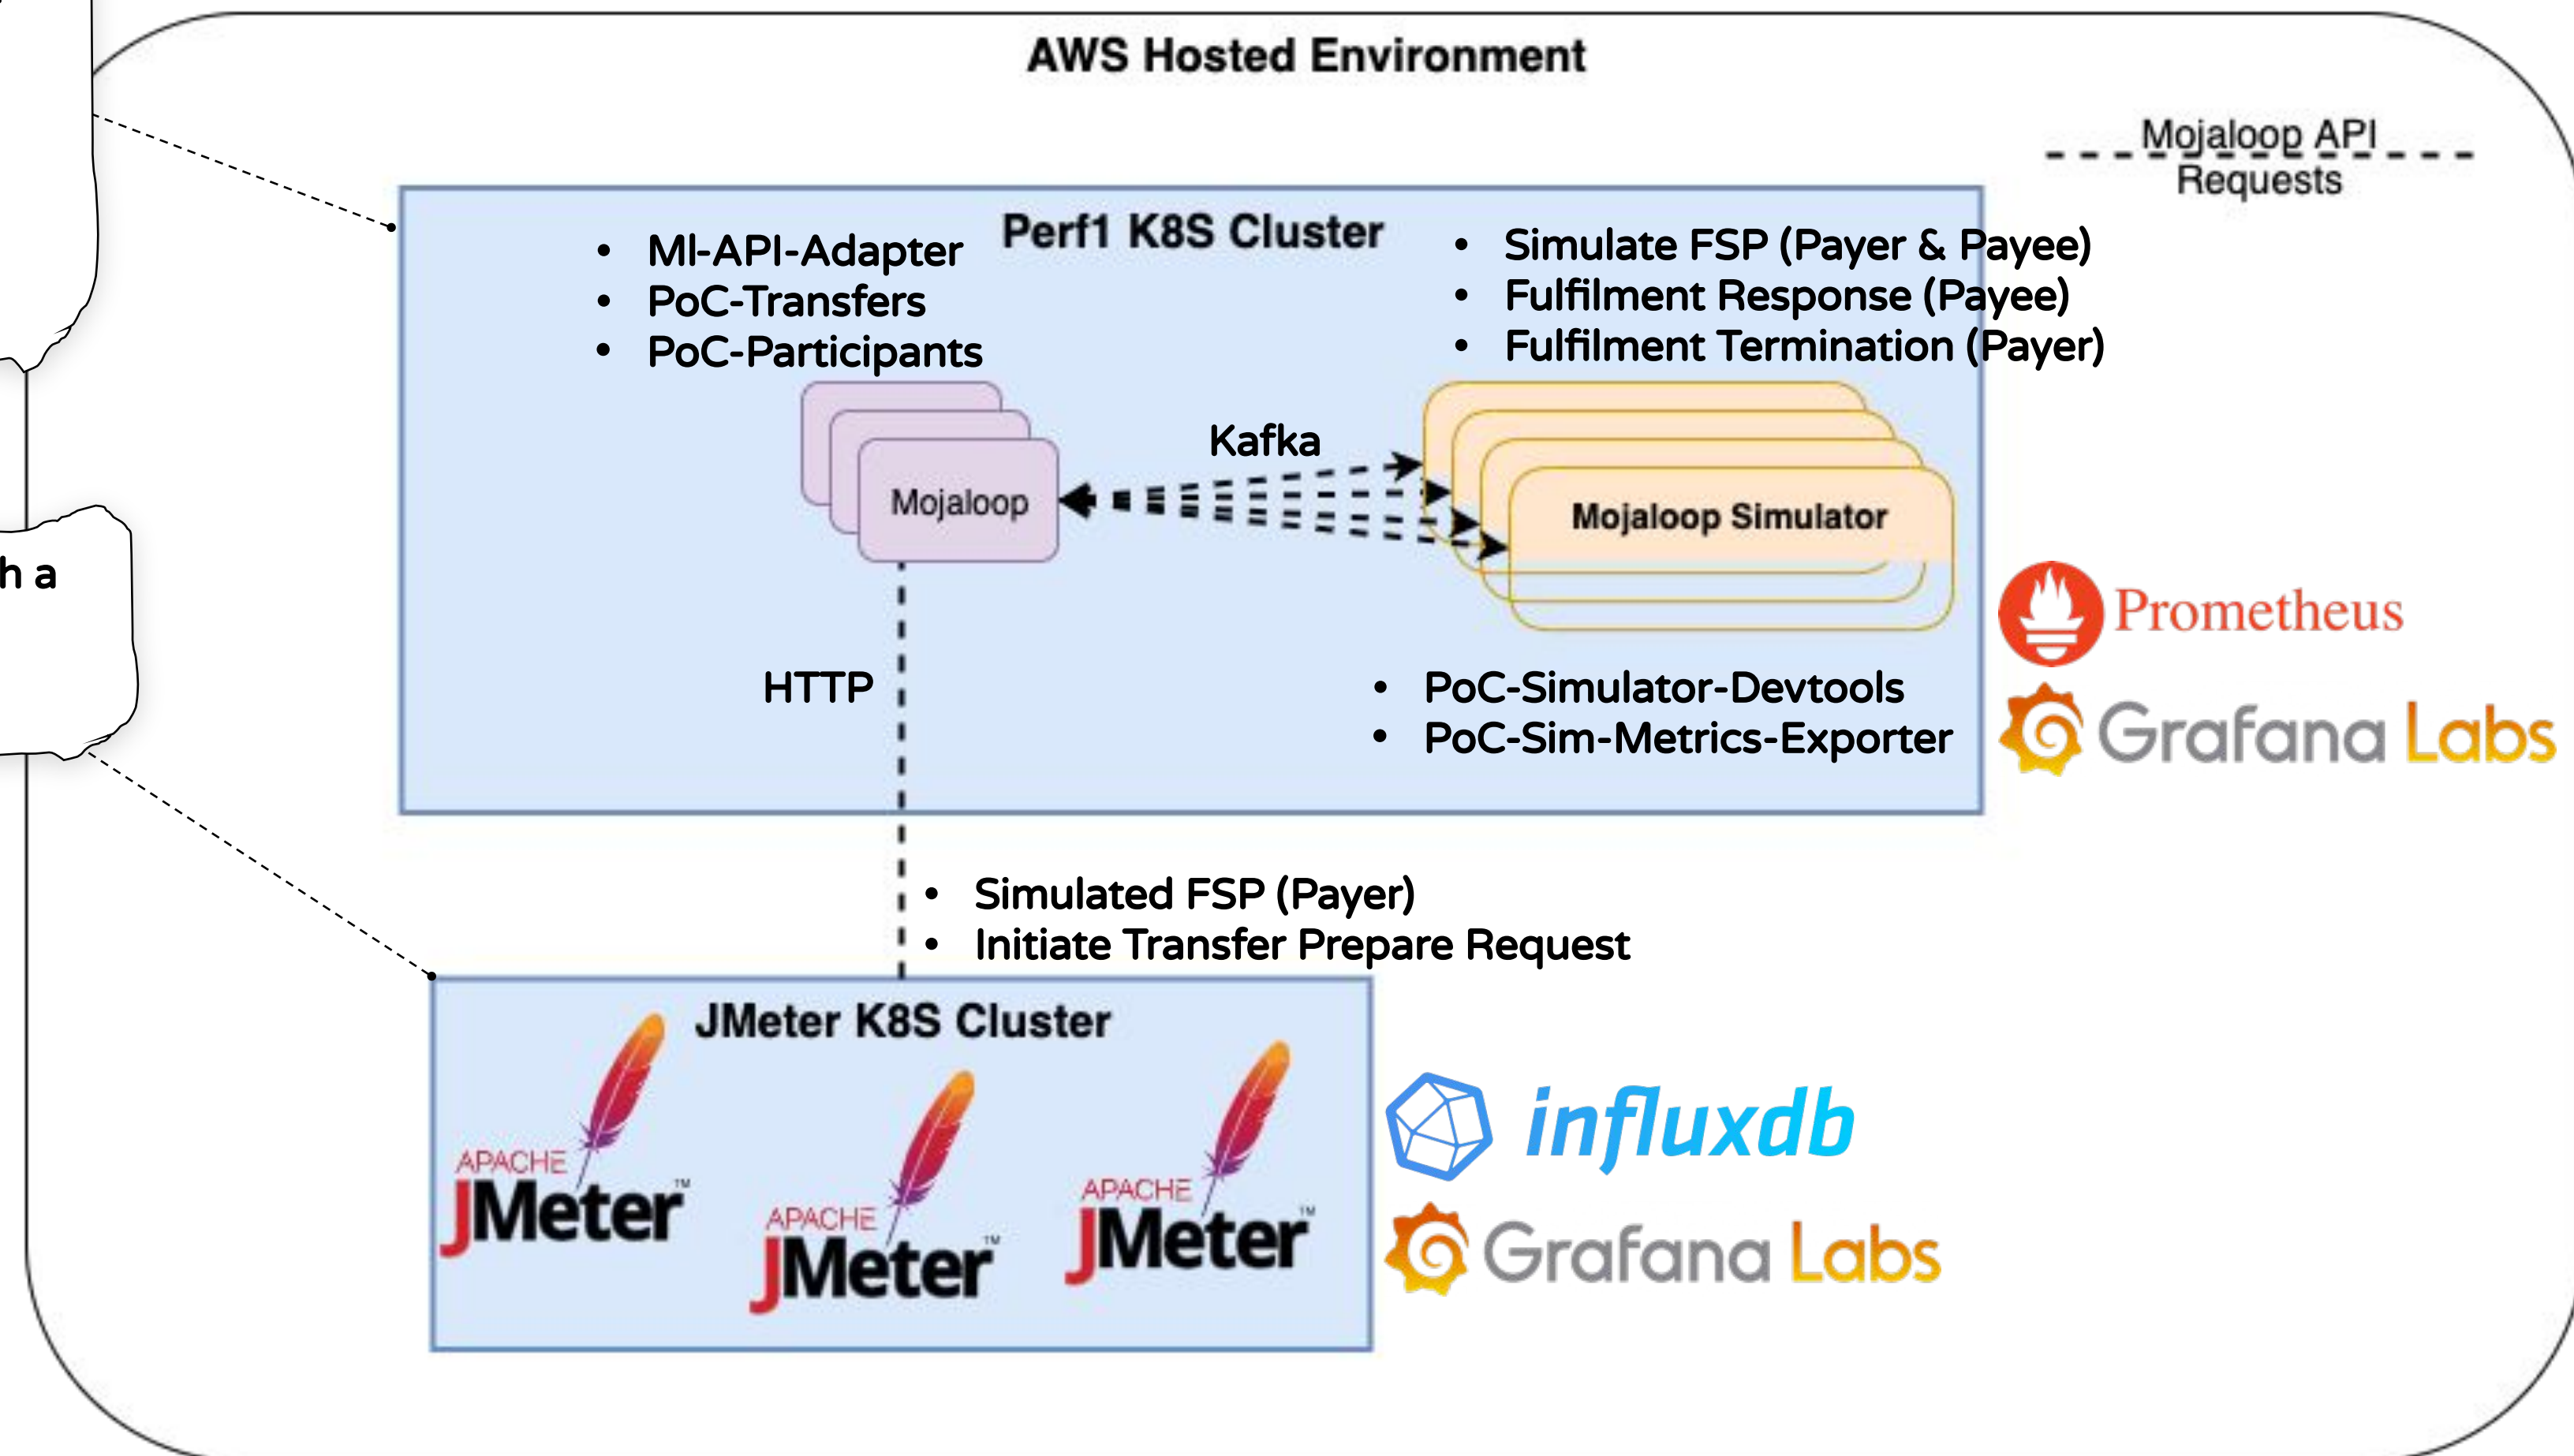 AWS Hosted Environment
Mojaloop API
Requests
Perf1 K8S Cluster
• Ml-API-Adapter
• PoC-Transfers
• PoC-Participants
• Simulate FSP (Payer & Payee)
• Fulfilment Response (Payee)
• Fulfilment Termination (Payer)
Kafka
Mojaloop
Mojaloop Simulator
h a
Prometheus
HTTP
• PoC-Simulator-Devtools
• PoC-Sim-Metrics-Exporter
Grafana Labs
• Simulated FSP (Payer)
• Initiate Transfer Prepare Request
JMeter K8S Cluster
APACHE
JMeter™
APACHE
JMeter™
APACHE
JMeter™
influxdb
Grafana Labs